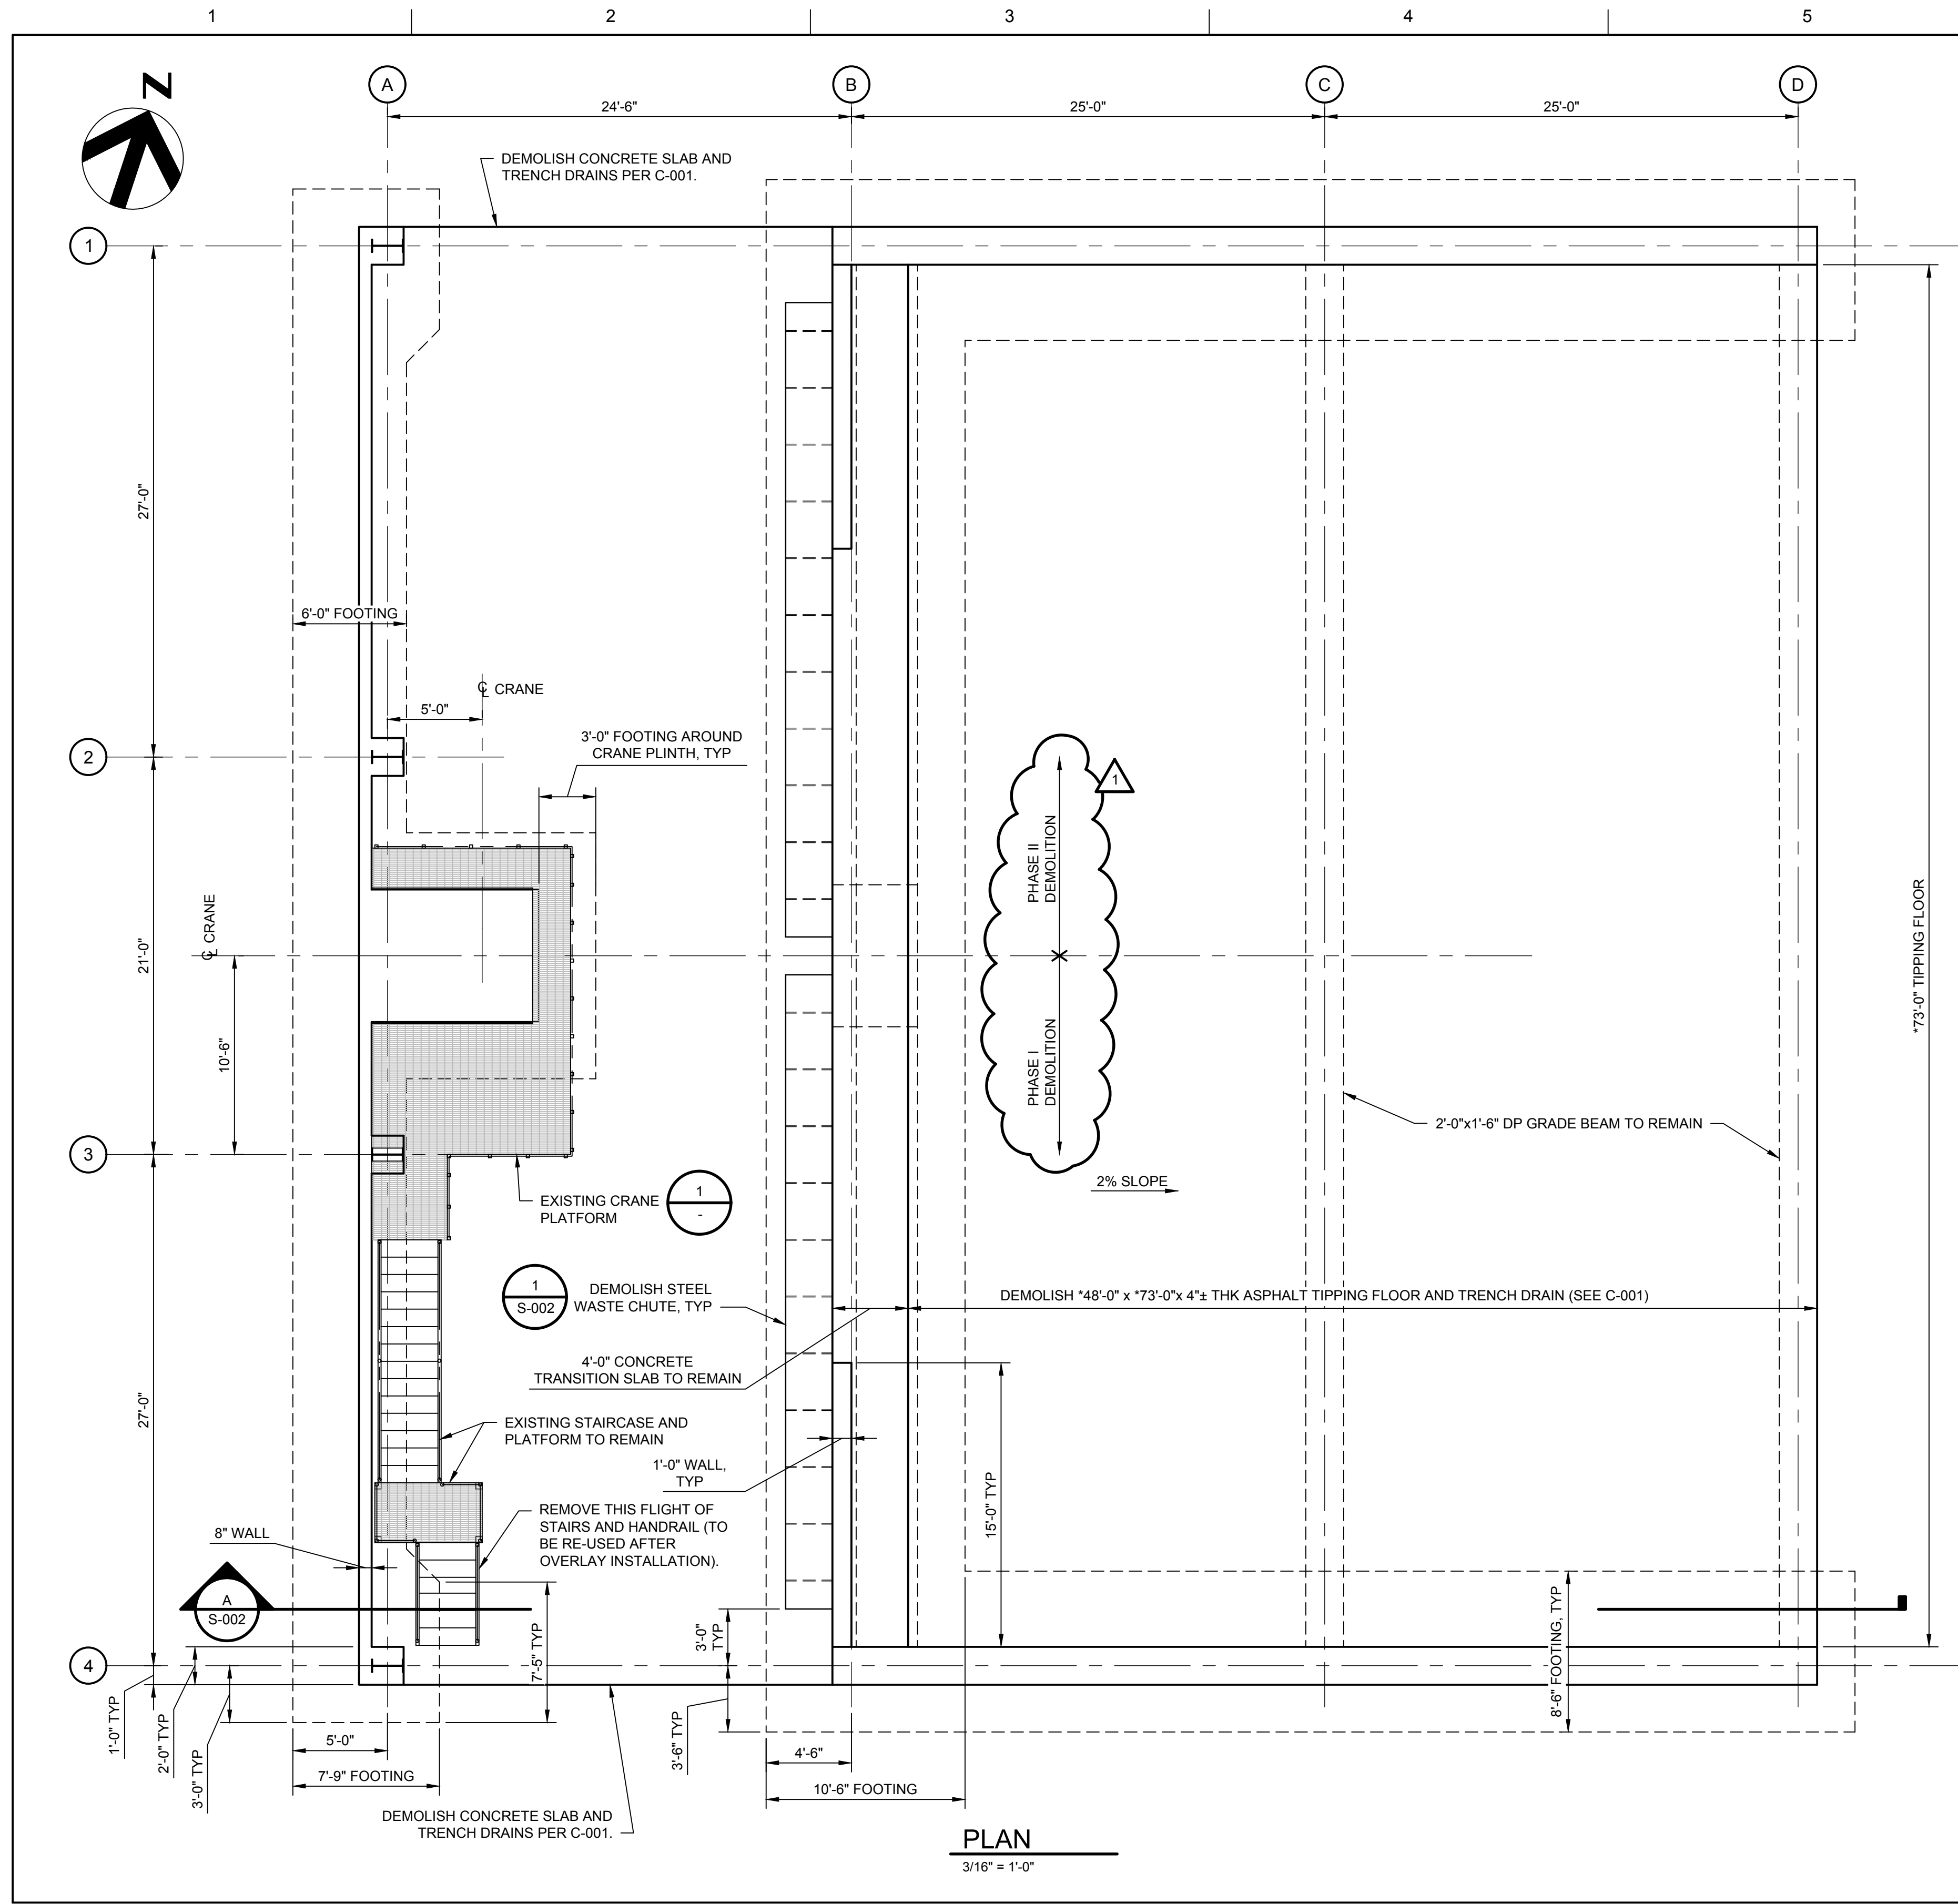 1
2
3
4
5
N
A
B
C
D
24'-6"
25'-0"
25'-0"
DEMOLISH CONCRETE SLAB AND
TRENCH DRAINS PER C-001.
1
27'-0"
6'-0" FOOTING
℄ CRANE
5'-0"
3'-0" FOOTING AROUND
CRANE PLINTH, TYP
2
1
PHASE II
DEMOLITION
℄ CRANE
21'-0"
10'-6"
*73'-0" TIPPING FLOOR
PHASE I
DEMOLITION
2'-0"x1'-6" DP GRADE BEAM TO REMAIN
3
2% SLOPE
EXISTING CRANE
PLATFORM
1
-
1
S-002
DEMOLISH STEEL
WASTE CHUTE, TYP
DEMOLISH *48'-0" x *73'-0"x 4"± THK ASPHALT TIPPING FLOOR AND TRENCH DRAIN (SEE C-001)
4'-0" CONCRETE
TRANSITION SLAB TO REMAIN
27'-0"
EXISTING STAIRCASE AND
PLATFORM TO REMAIN
1'-0" WALL,
TYP
15'-0" TYP
REMOVE THIS FLIGHT OF
STAIRS AND HANDRAIL (TO
BE RE-USED AFTER
OVERLAY INSTALLATION).
8" WALL
A
S-002
7'-5" TYP
3'-0"
TYP
8'-6" FOOTING, TYP
4
1'-0" TYP
2'-0" TYP
3'-0" TYP
3'-6" TYP
5'-0"
4'-6"
7'-9" FOOTING
10'-6" FOOTING
DEMOLISH CONCRETE SLAB AND
TRENCH DRAINS PER C-001.
PLAN
3/16" = 1'-0"